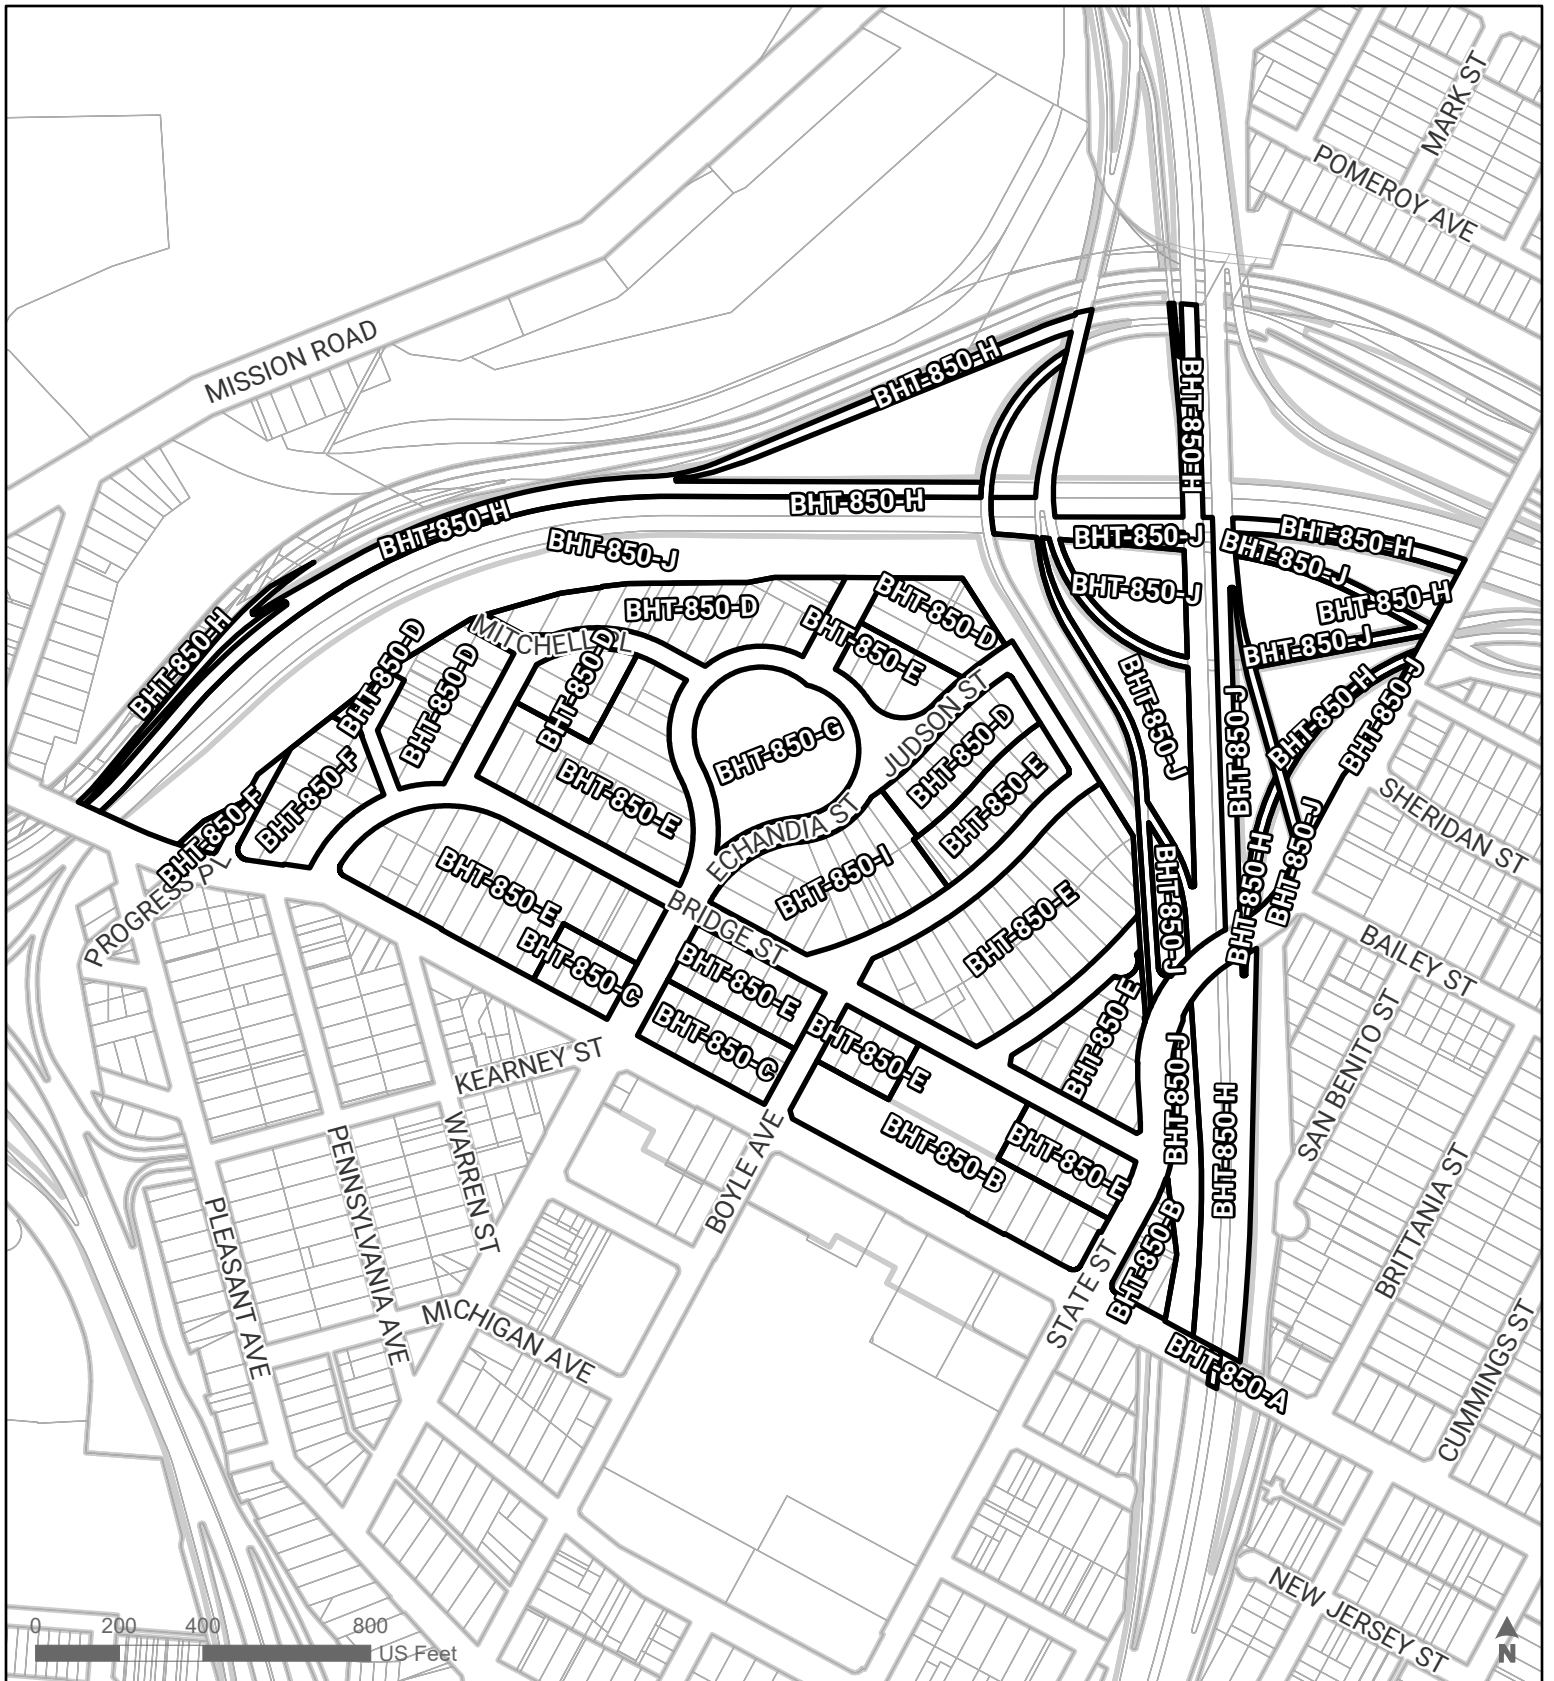 MARK ST
POMEROY AVE
MISSION ROAD
BHT-850-H
BHT-850-H
BHT-850-H
BHT-850-H
BHT-850-J
BHT-850-J
BHT-850-H
BHT-850-J
BHT-850-J
BHT-850-H
BHT-850-J
BHT-850-H
BHT-850-D
BHT-850-D
BHT-850-E
MITCHELL PL
BHT-850-D
BHT-850-D
BHT-850-D
BHT-850-J
BHT-850-J
BHT-850-H
BHT-850-J
JUDSON ST
BHT-850-G
BHT-850-D
BHT-850-E
BHT-850-F
BHT-850-F
BHT-850-E
ECHANDIA ST
BHT-850-I
PROGRESS PL
SHERIDAN ST
BHT-850-J
BHT-850-H
BHT-850-J
BHT-850-E
BHT-850-C
BRIDGE ST
BHT-850-E
BHT-850-E
BAILEY ST
BHT-850-C
BHT-850-E
BHT-850-E
KEARNEY ST
BHT-850-J
BHT-850-H
SAN BENITO ST
WARREN ST
PENNSYLVANIA AVE
PLEASANT AVE
BOYLE AVE
BHT-850-B
BHT-850-E
BHT-850-B
BRITTANIA ST
STATE ST
MICHIGAN AVE
BHT-850-A
CUMMINGS ST
NEW JERSEY ST
0 200 400 800
US Feet
N